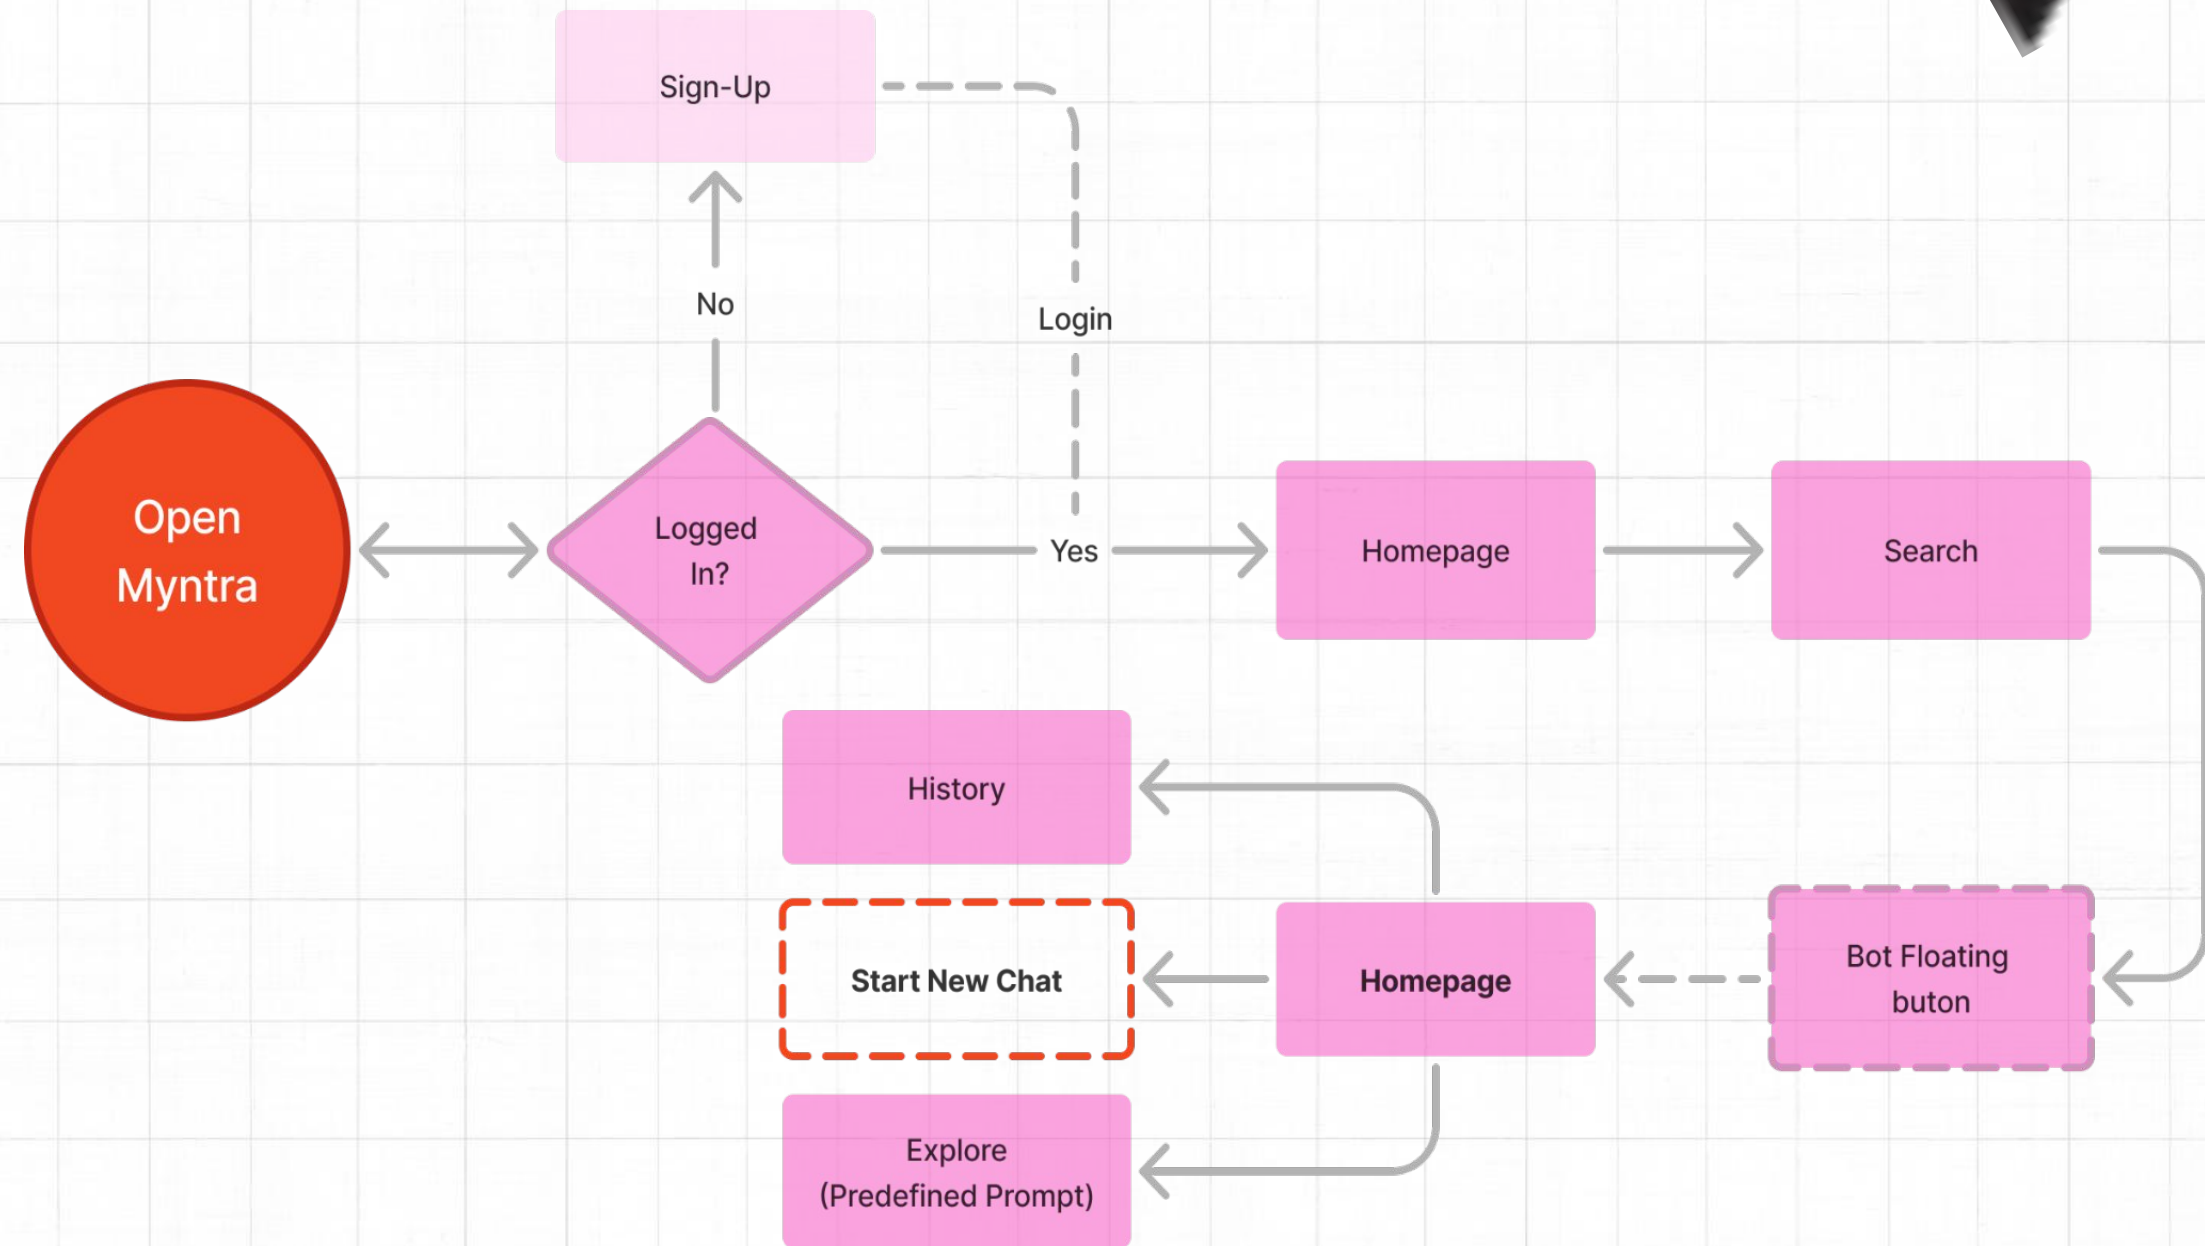 Sign-Up
No
Login
Open
Myntra
Logged
In?
Yes
Homepage
Search
History
Start New Chat
Homepage
Bot Floating
buton
Explore
(Predefined Prompt)